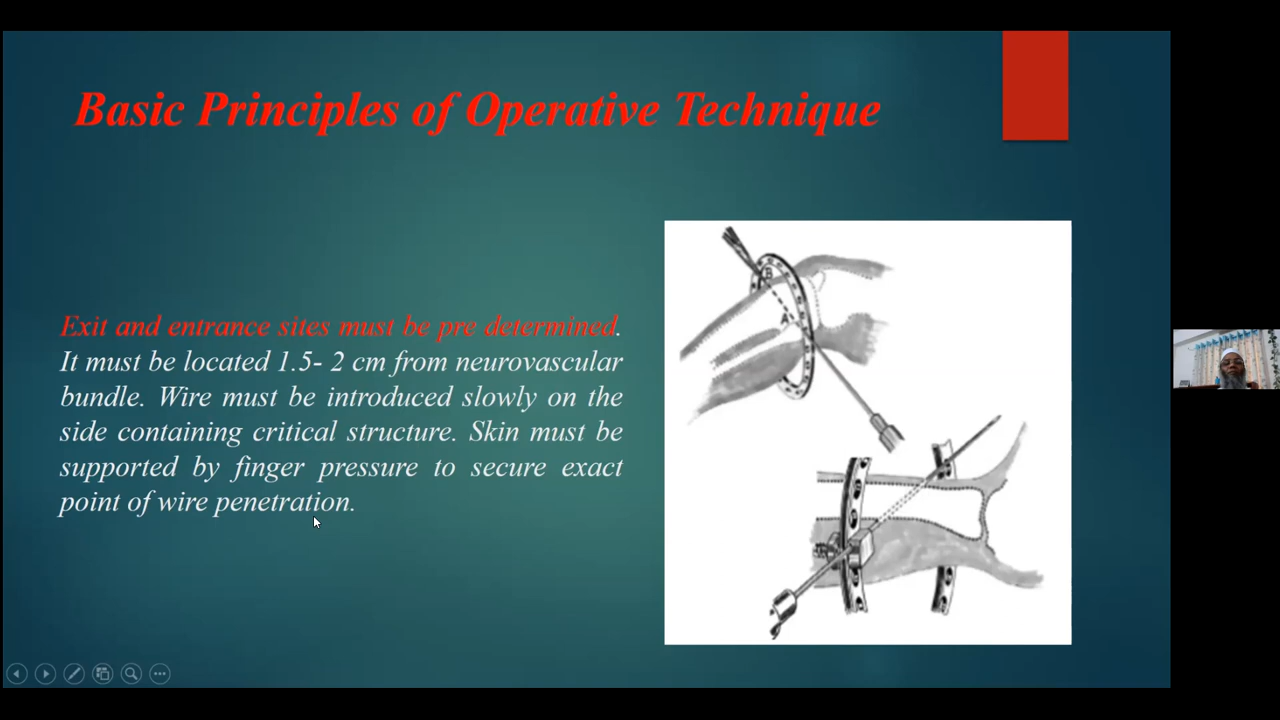 Basic Principles of Operative Technique
Exit and entrance sites must be pre determined.
It must be located 1.5- 2 cm from neurovascular
bundle. Wire must be introduced slowly on the
side containing critical structure. Skin must be
supported by finger pressure to secure exact
point of wire penetration.
B
A